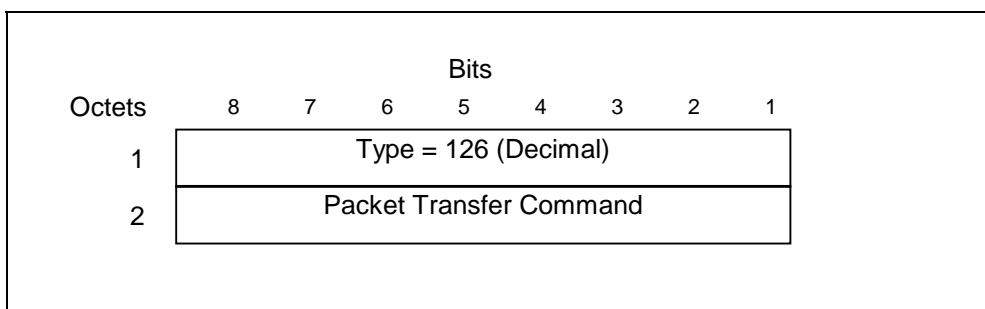 Bits
Octets 8 7 6 5 4 3 2 1
1 Type = 126 (Decimal)
2 Packet Transfer Command